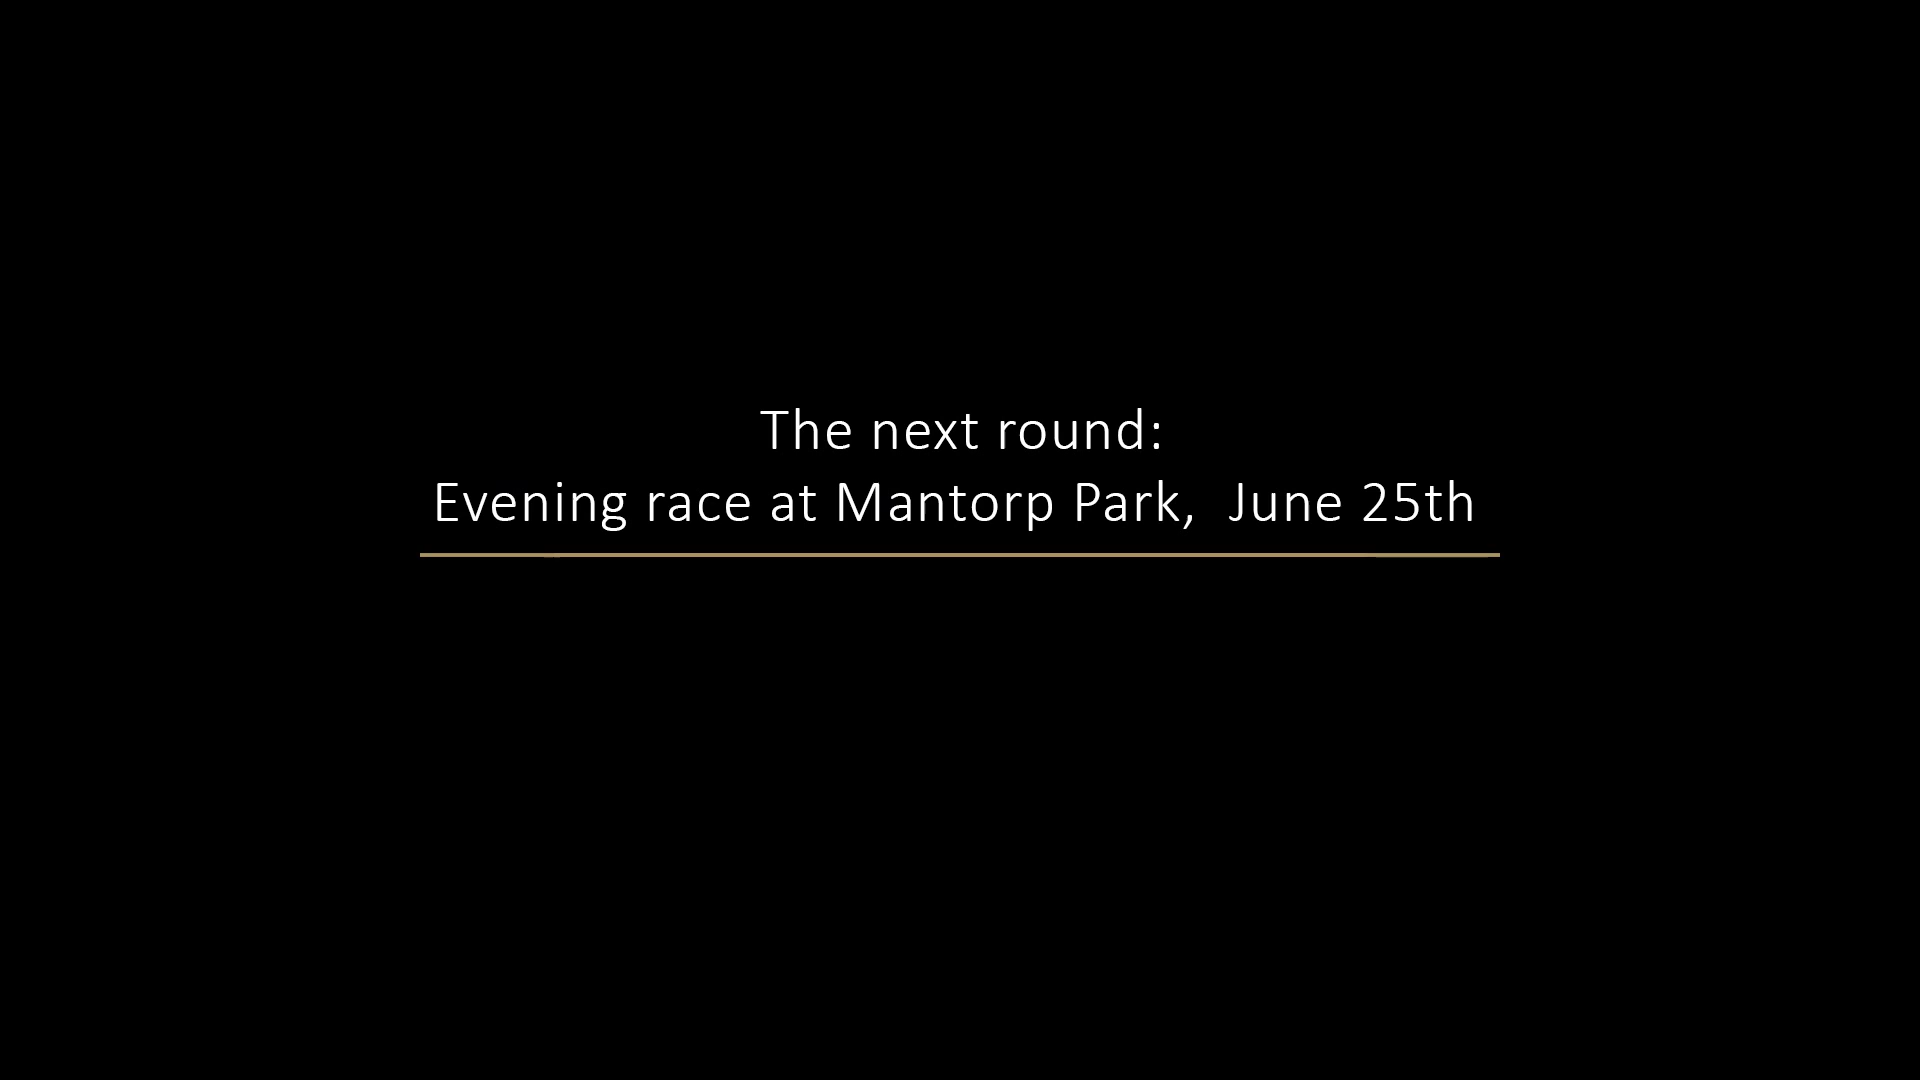 The next round:
Evening race at Mantorp Park,  June 25th